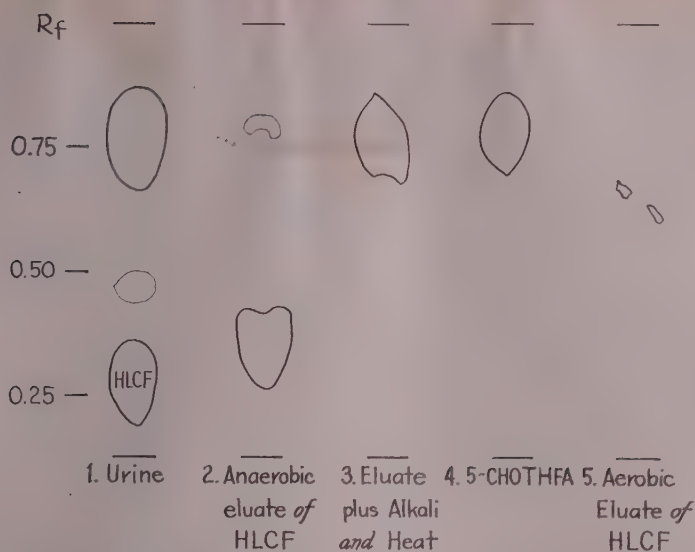 Rf
0.75
0.50
0.25
HLCF
1. Urine
2. Anaerobic
eluate of
HLCF
3. Eluate
plus Alkali
and Heat
4. 5-CHOTHFA
5. Aerobic
Eluate of
HLCF